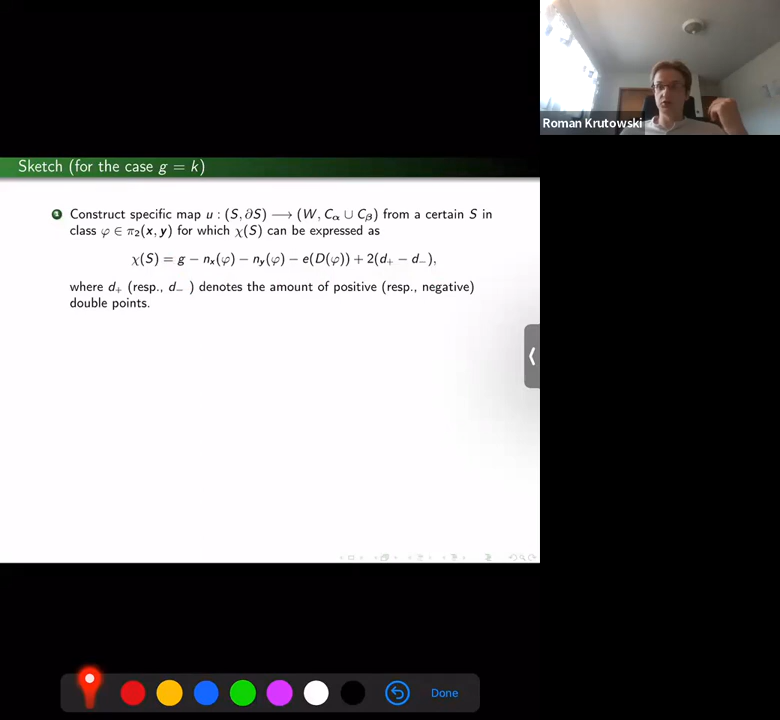 Roman Krutowski
Sketch (for the case g = k)
1 Construct specific map u : (S, ∂S) ⟶ (W, C_α ∪ C_β) from a certain S in
class φ ∈ π₂(x, y) for which χ(S) can be expressed as
χ(S) = g − n_x(φ) − n_y(φ) − e(D(φ)) + 2(d₊ − d₋),
where d₊ (resp., d₋ ) denotes the amount of positive (resp., negative)
double points.
Done